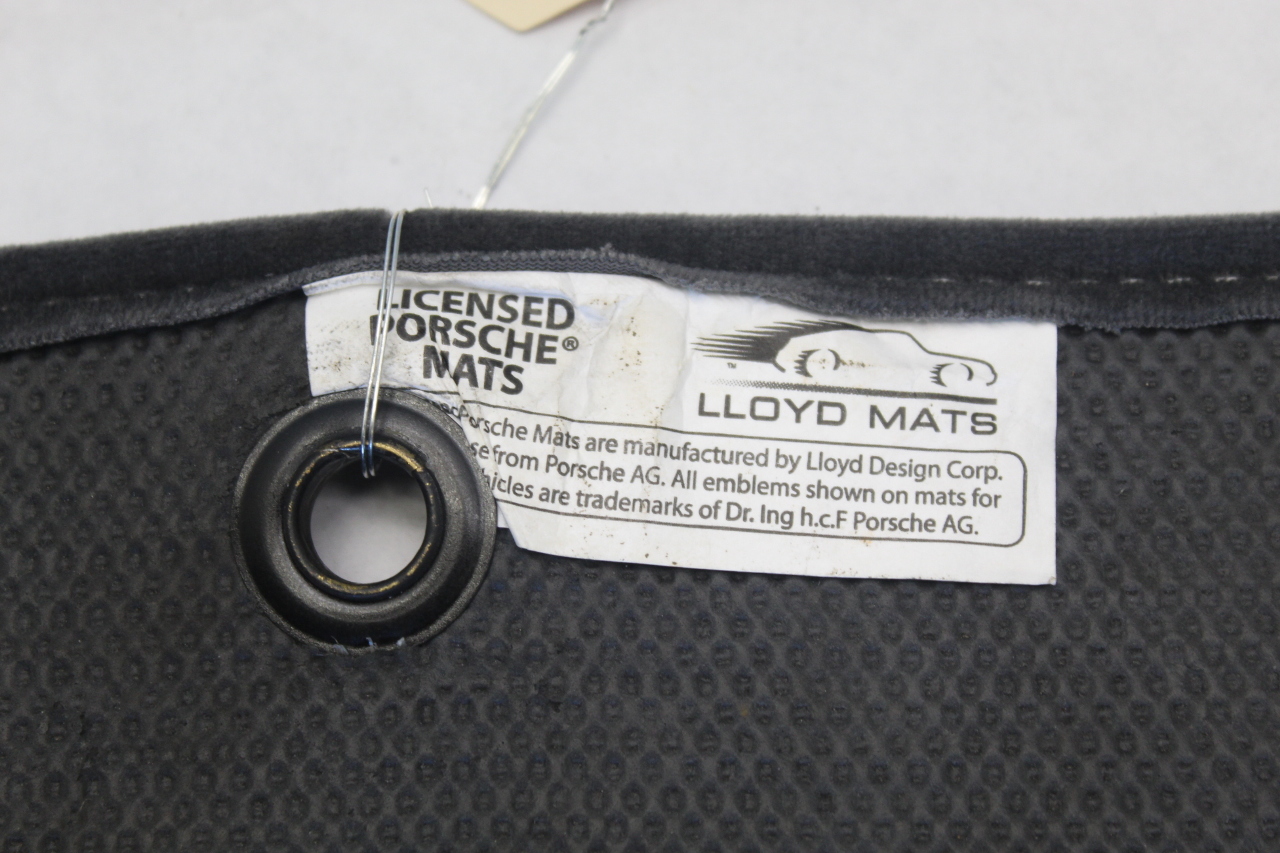 LICENSED
PORSCHE®
MATS
™
LLOYD MATS
Porsche Mats are manufactured by Lloyd Design Corp.
from Porsche AG. All emblems shown on mats for
are trademarks of Dr. Ing h.c.F Porsche AG.